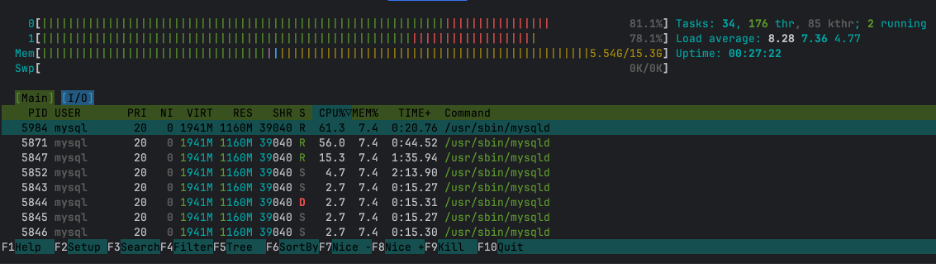 0[ 81.1%] Tasks: 34, 176 thr, 85 kthr; 2 running
1[ 78.1%] Load average: 8.28 7.36 4.77
Mem[ 5.54G/15.3G] Uptime: 00:27:22
Swp[ 0K/0K]
[Main] [I/O]
PID USER PRI NI VIRT RES SHR S CPU%▽MEM% TIME+ Command
5984 mysql 20 0 1941M 1160M 39040 R 61.3 7.4 0:20.76 /usr/sbin/mysqld
5871 mysql 20 0 1941M 1160M 39040 R 56.0 7.4 0:44.52 /usr/sbin/mysqld
5847 mysql 20 0 1941M 1160M 39040 R 15.3 7.4 1:35.94 /usr/sbin/mysqld
5852 mysql 20 0 1941M 1160M 39040 S 4.7 7.4 2:13.90 /usr/sbin/mysqld
5843 mysql 20 0 1941M 1160M 39040 S 2.7 7.4 0:15.27 /usr/sbin/mysqld
5844 mysql 20 0 1941M 1160M 39040 D 2.7 7.4 0:15.31 /usr/sbin/mysqld
5845 mysql 20 0 1941M 1160M 39040 S 2.7 7.4 0:15.27 /usr/sbin/mysqld
5846 mysql 20 0 1941M 1160M 39040 S 2.7 7.4 0:15.30 /usr/sbin/mysqld
F1Help F2Setup F3SearchF4FilterF5Tree F6SortByF7Nice -F8Nice +F9Kill F10Quit